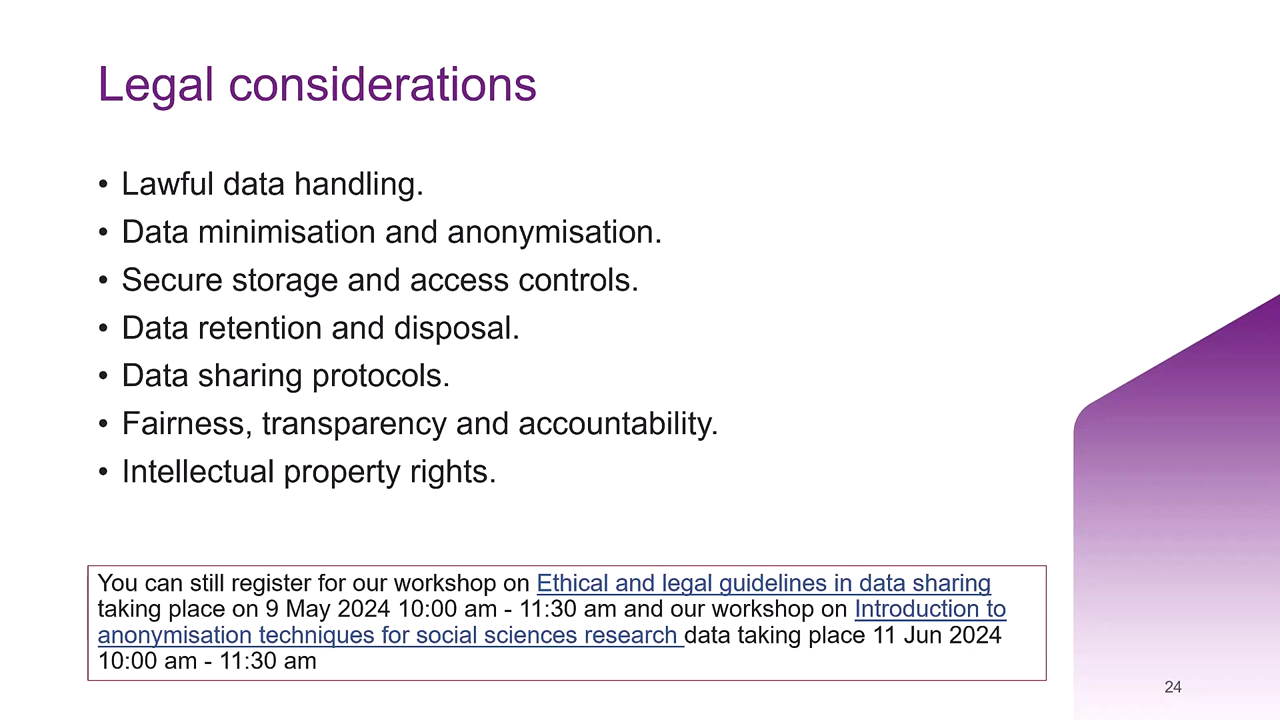 Legal considerations
• Lawful data handling.
• Data minimisation and anonymisation.
• Secure storage and access controls.
• Data retention and disposal.
• Data sharing protocols.
• Fairness, transparency and accountability.
• Intellectual property rights.
You can still register for our workshop on Ethical and legal guidelines in data sharing
taking place on 9 May 2024 10:00 am - 11:30 am and our workshop on Introduction to
anonymisation techniques for social sciences research data taking place 11 Jun 2024
10:00 am - 11:30 am
24